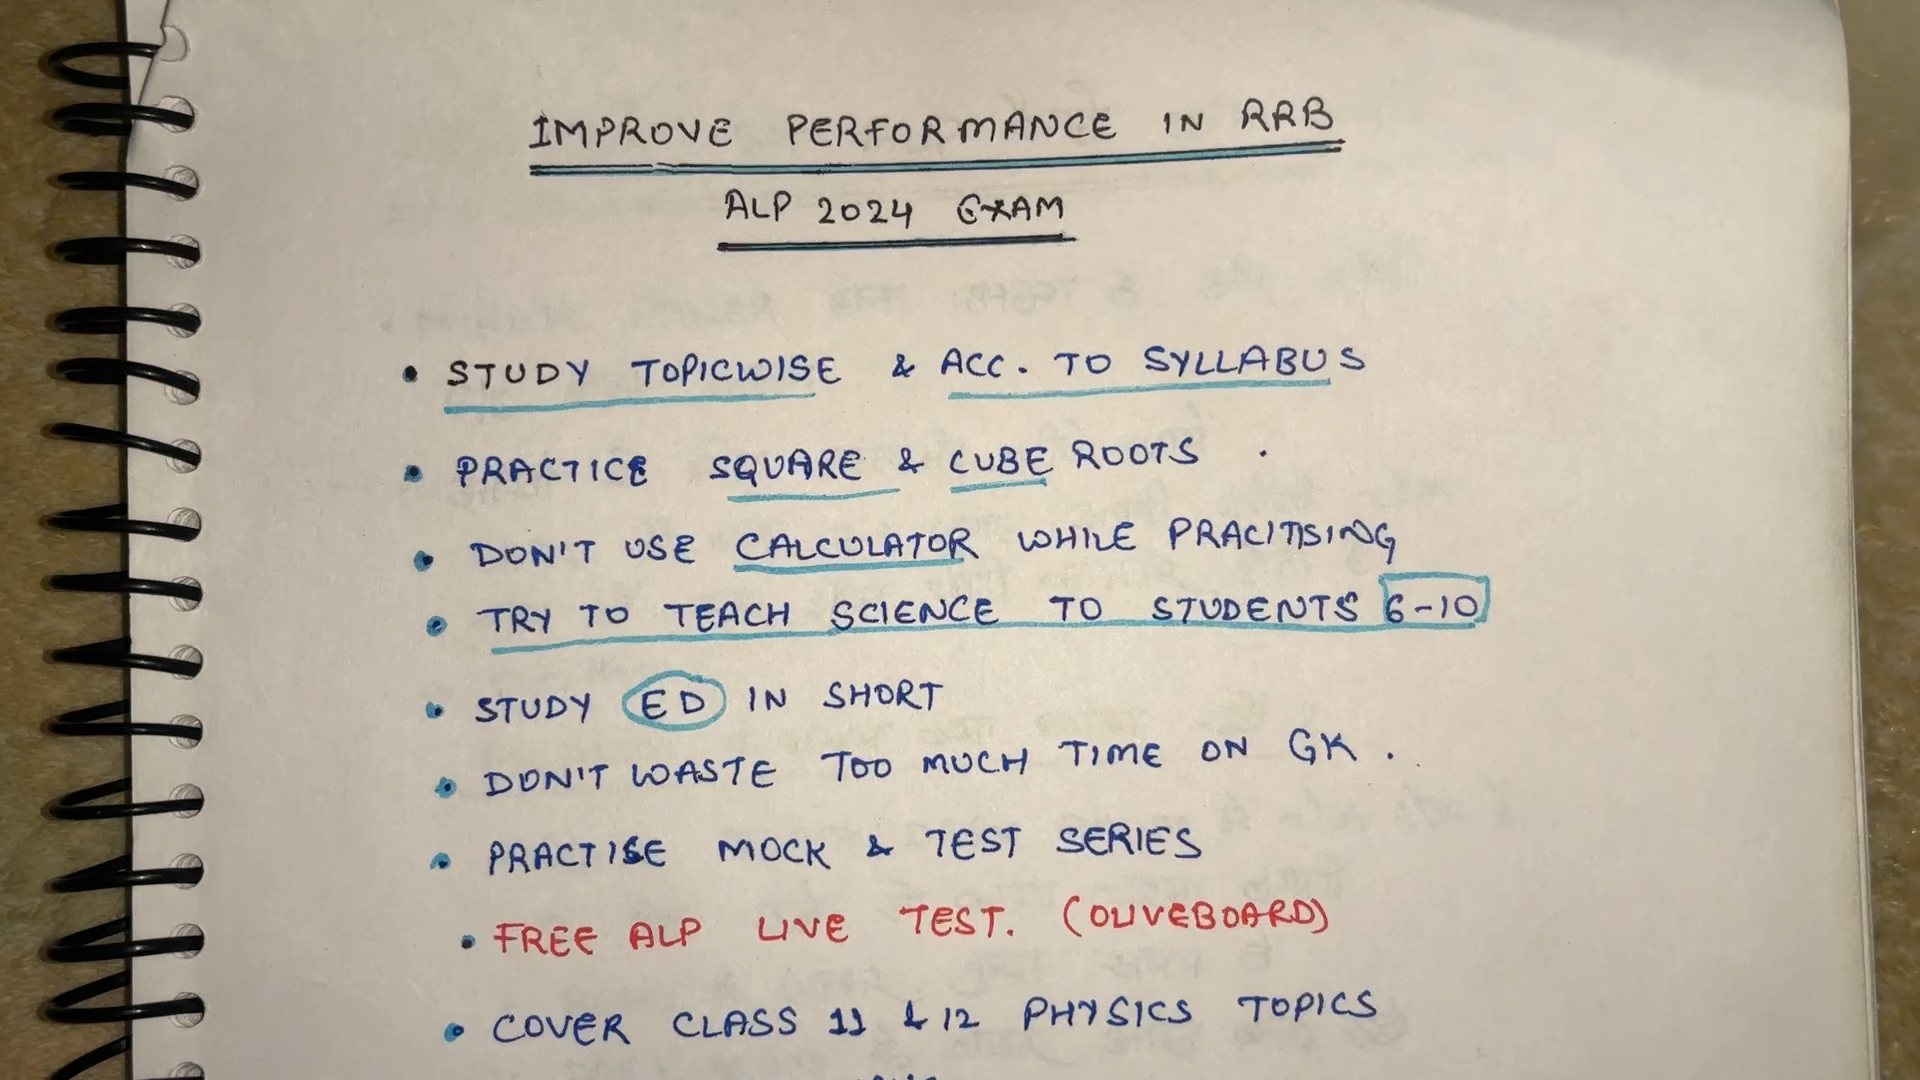 IMPROVE PERFORMANCE IN RRB
ALP 2024 EXAM
• STUDY TOPICWISE & ACC. TO SYLLABUS
• PRACTICE SQUARE & CUBE ROOTS .
• DON'T USE CALCULATOR WHILE PRACITISING
• TRY TO TEACH SCIENCE TO STUDENTS 6-10
• STUDY ED IN SHORT
• DON'T WASTE TOO MUCH TIME ON GK .
• PRACTISE MOCK & TEST SERIES
• FREE ALP LIVE TEST. (OLIVEBOARD)
• COVER CLASS 11 & 12 PHYSICS TOPICS